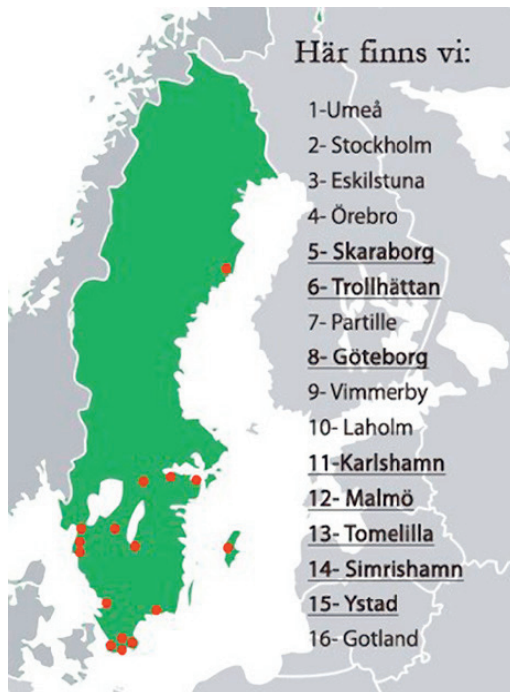 Här finns vi:
1-Umeå
2- Stockholm
3- Eskilstuna
4- Örebro
5- Skaraborg
6- Trollhättan
7- Partille
8- Göteborg
9- Vimmerby
10- Laholm
11-Karlshamn
12- Malmö
13- Tomelilla
14- Simrishamn
15- Ystad
16- Gotland